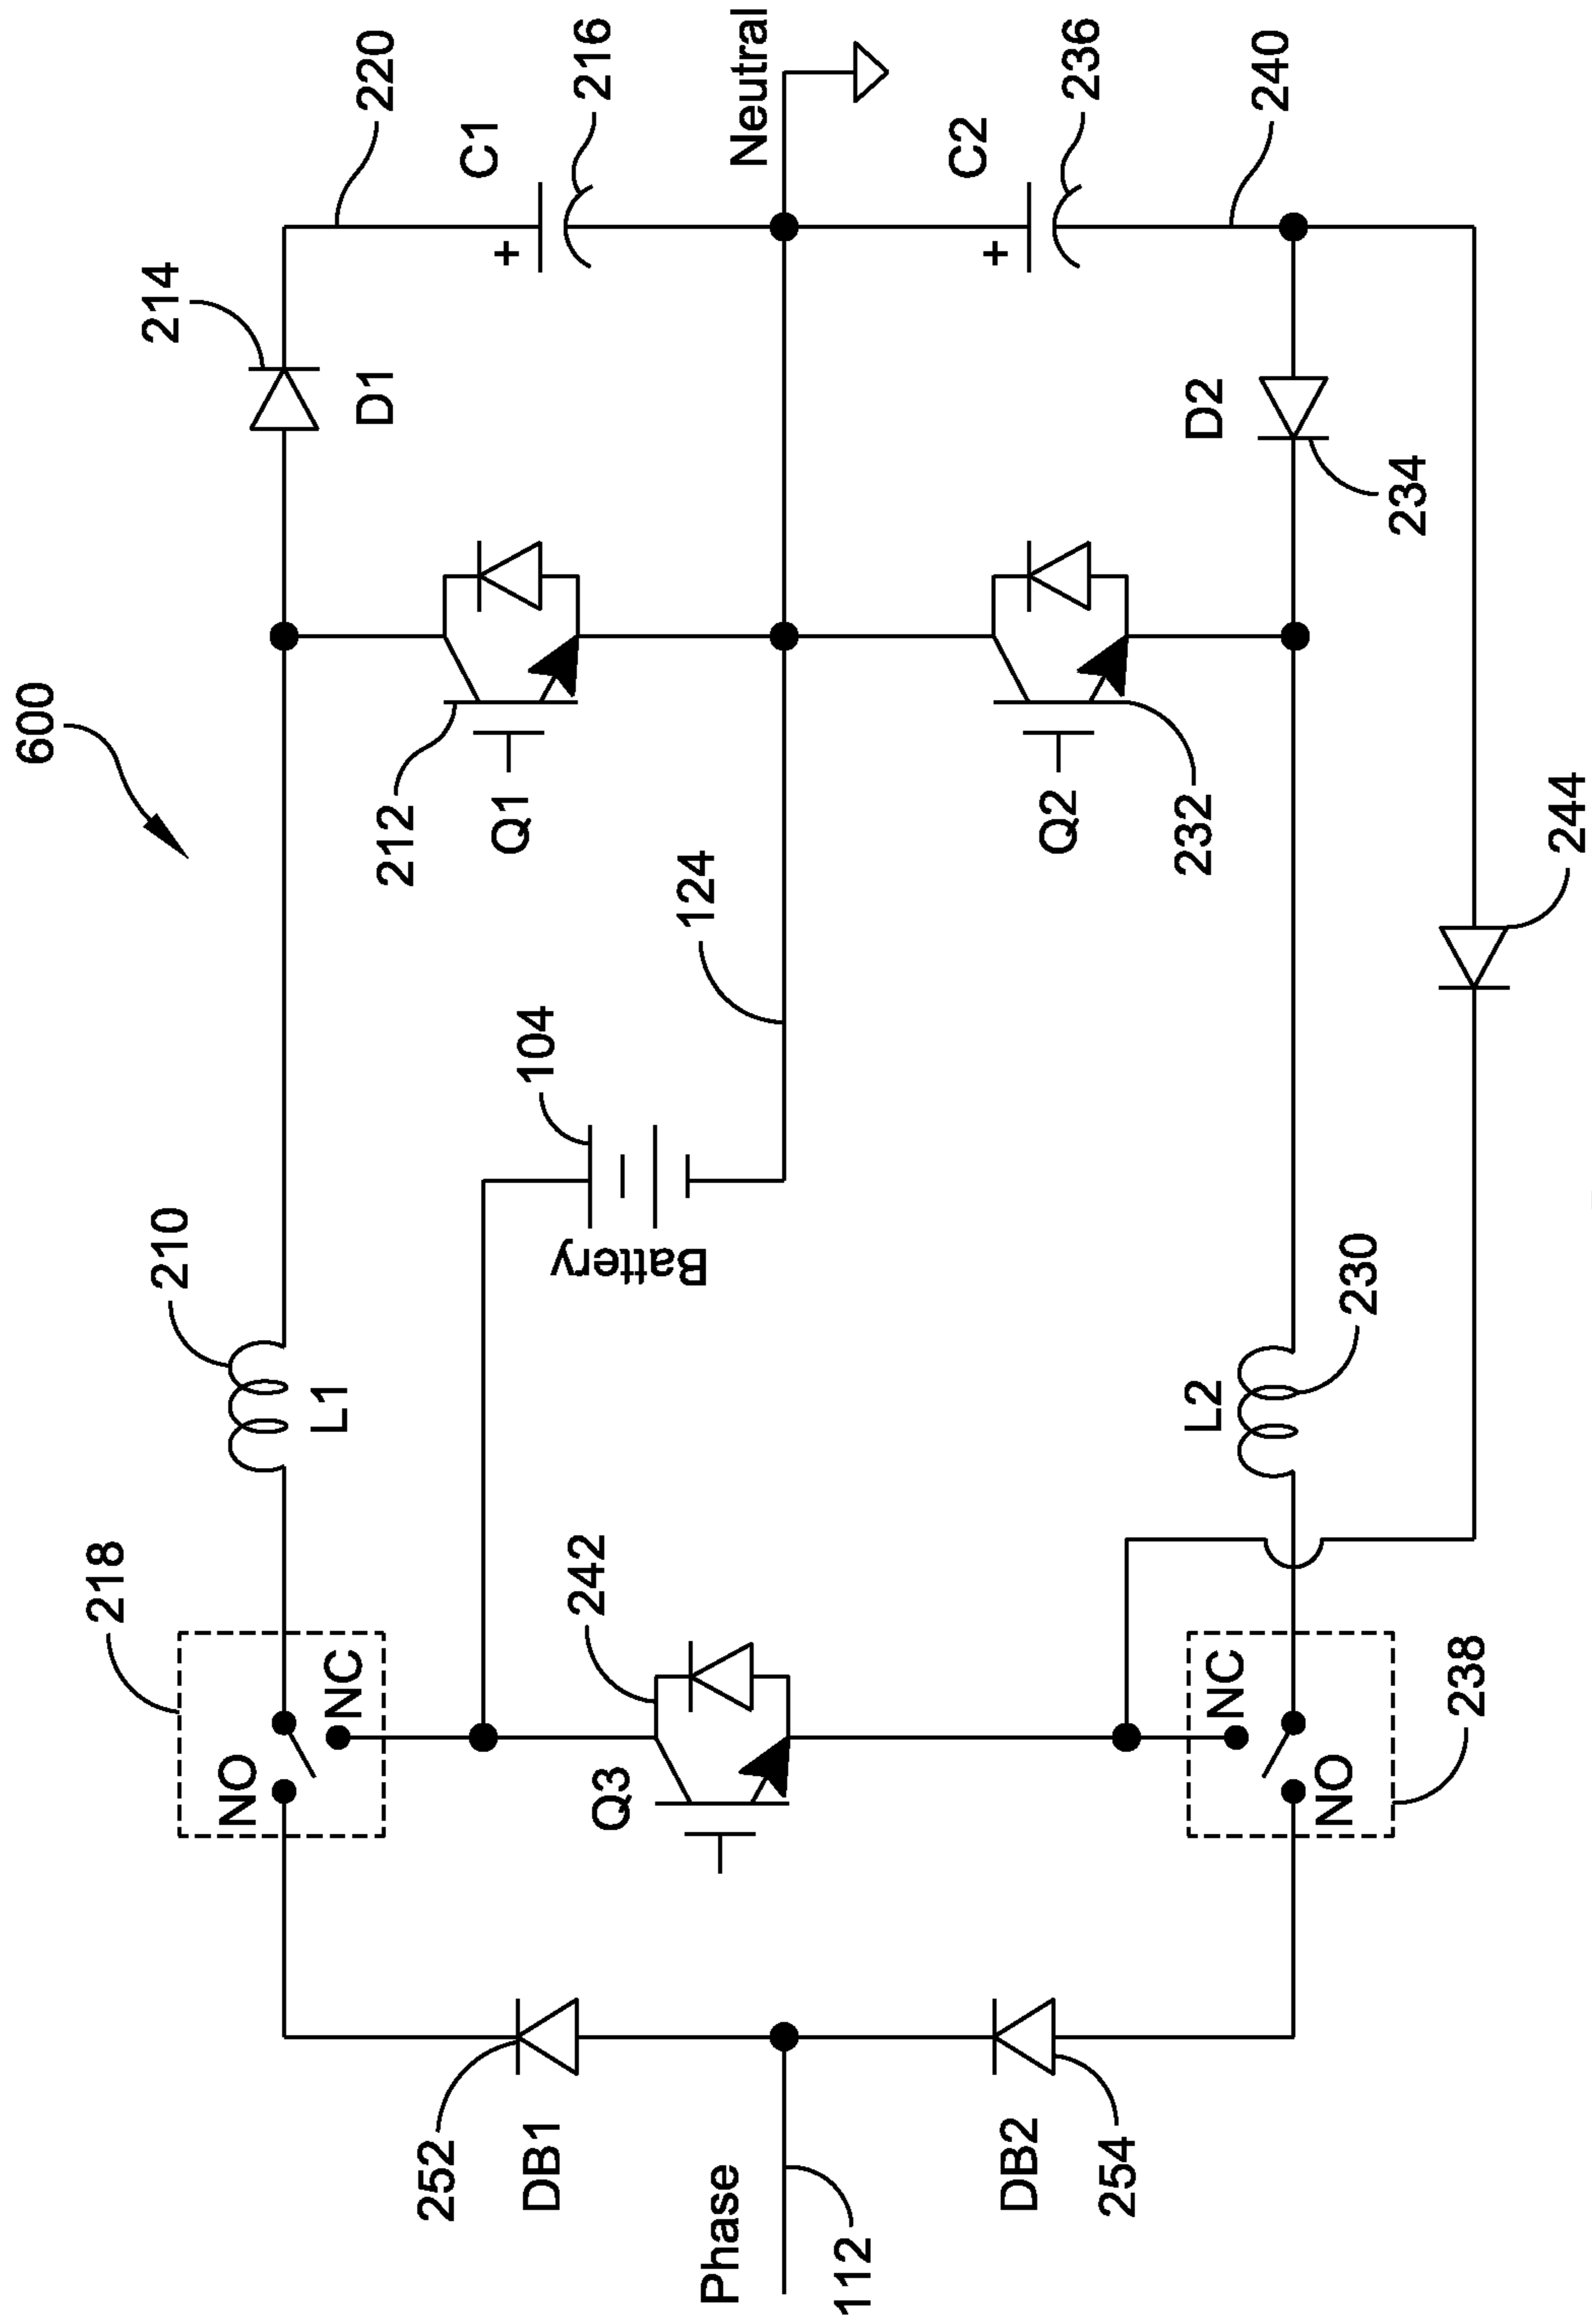 600
220
214
C1
216
D1
212
Q1
210
L1
218
NO
NC
Neutral
124
104
Battery
242
Q3
252
DB1
Phase
112
C2
236
240
D2
234
Q2
232
244
L2
230
NC
NO
238
DB2
254